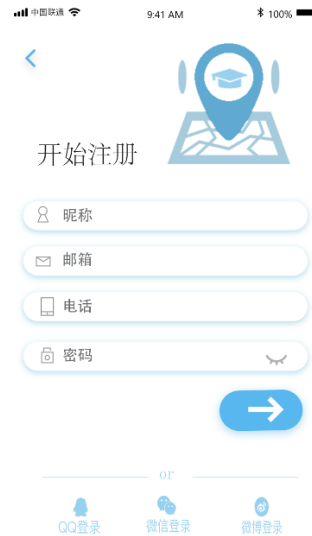 中国联通 9:41 AM 100%
开始注册
昵称
邮箱
电话
密码
or
QQ登录 微信登录 微博登录